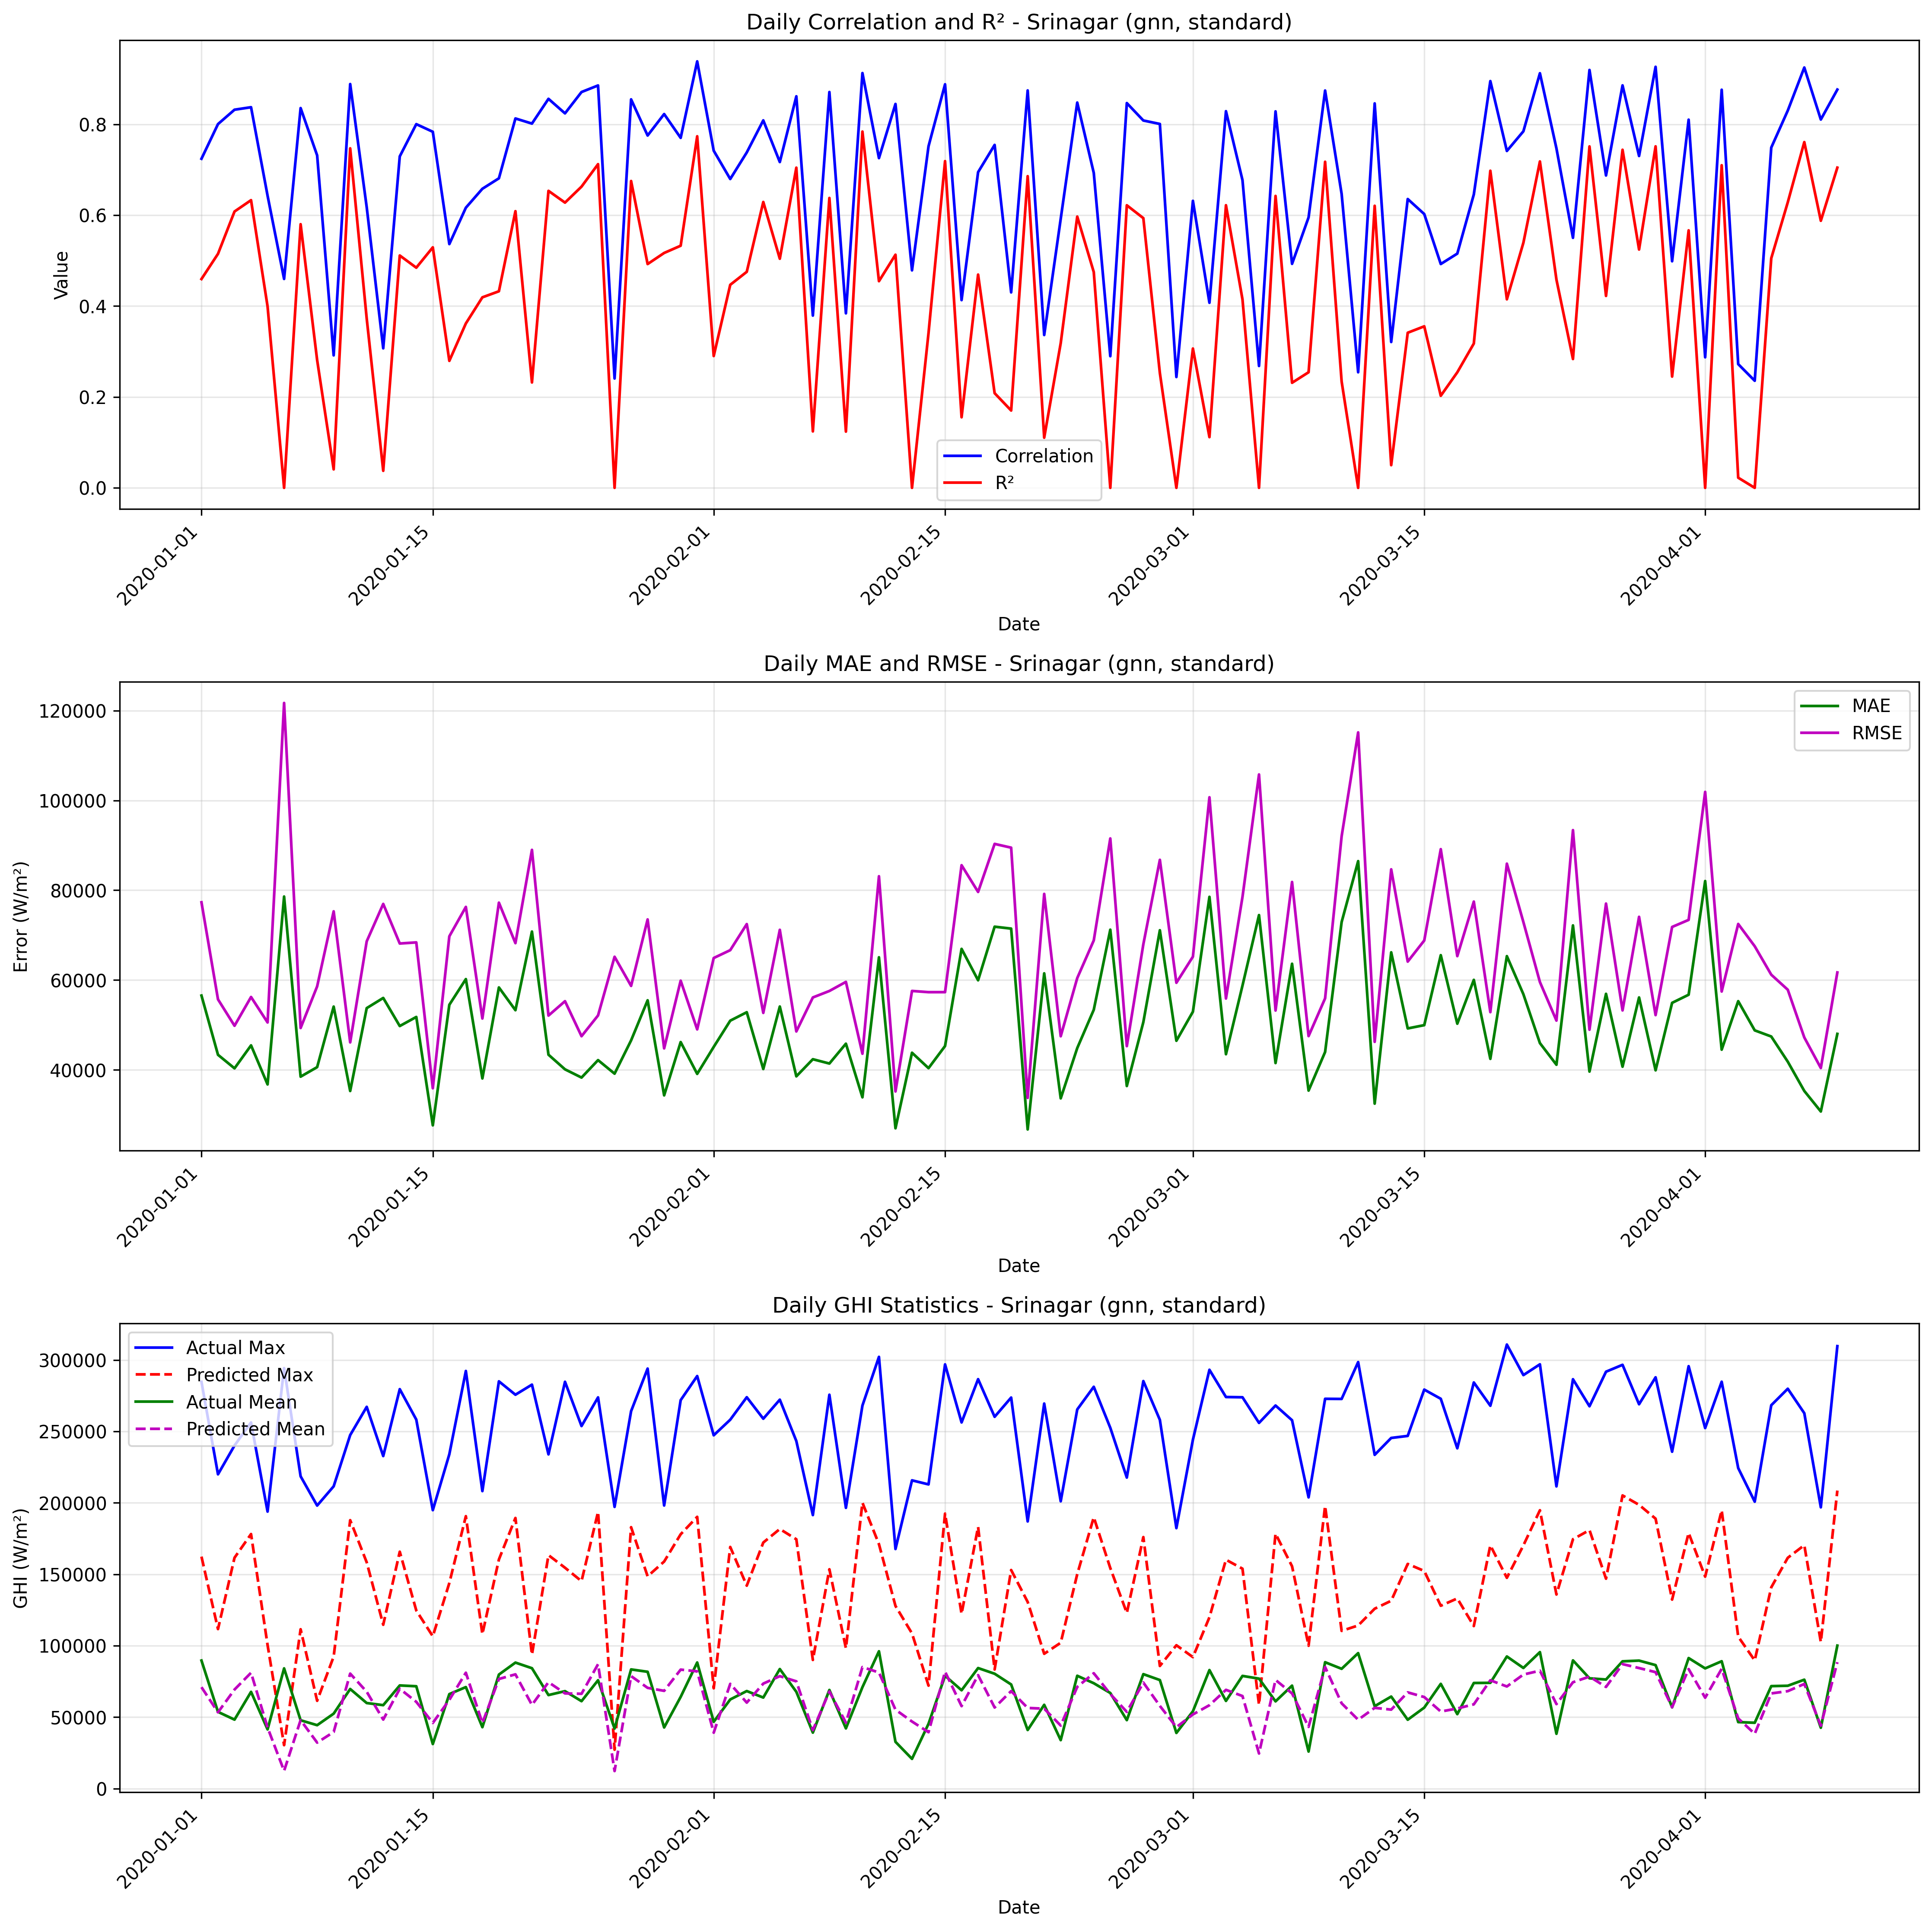 Daily Correlation and R² - Srinagar (gnn, standard)
Value
0.8
0.6
0.4
0.2
0.0
Correlation
R²
2020-01-01
2020-01-15
2020-02-01
2020-02-15
2020-03-01
2020-03-15
2020-04-01
Date
Daily MAE and RMSE - Srinagar (gnn, standard)
Error (W/m²)
120000
100000
80000
60000
40000
MAE
RMSE
2020-01-01
2020-01-15
2020-02-01
2020-02-15
2020-03-01
2020-03-15
2020-04-01
Date
Daily GHI Statistics - Srinagar (gnn, standard)
GHI (W/m²)
300000
250000
200000
150000
100000
50000
0
Actual Max
Predicted Max
Actual Mean
Predicted Mean
2020-01-01
2020-01-15
2020-02-01
2020-02-15
2020-03-01
2020-03-15
2020-04-01
Date